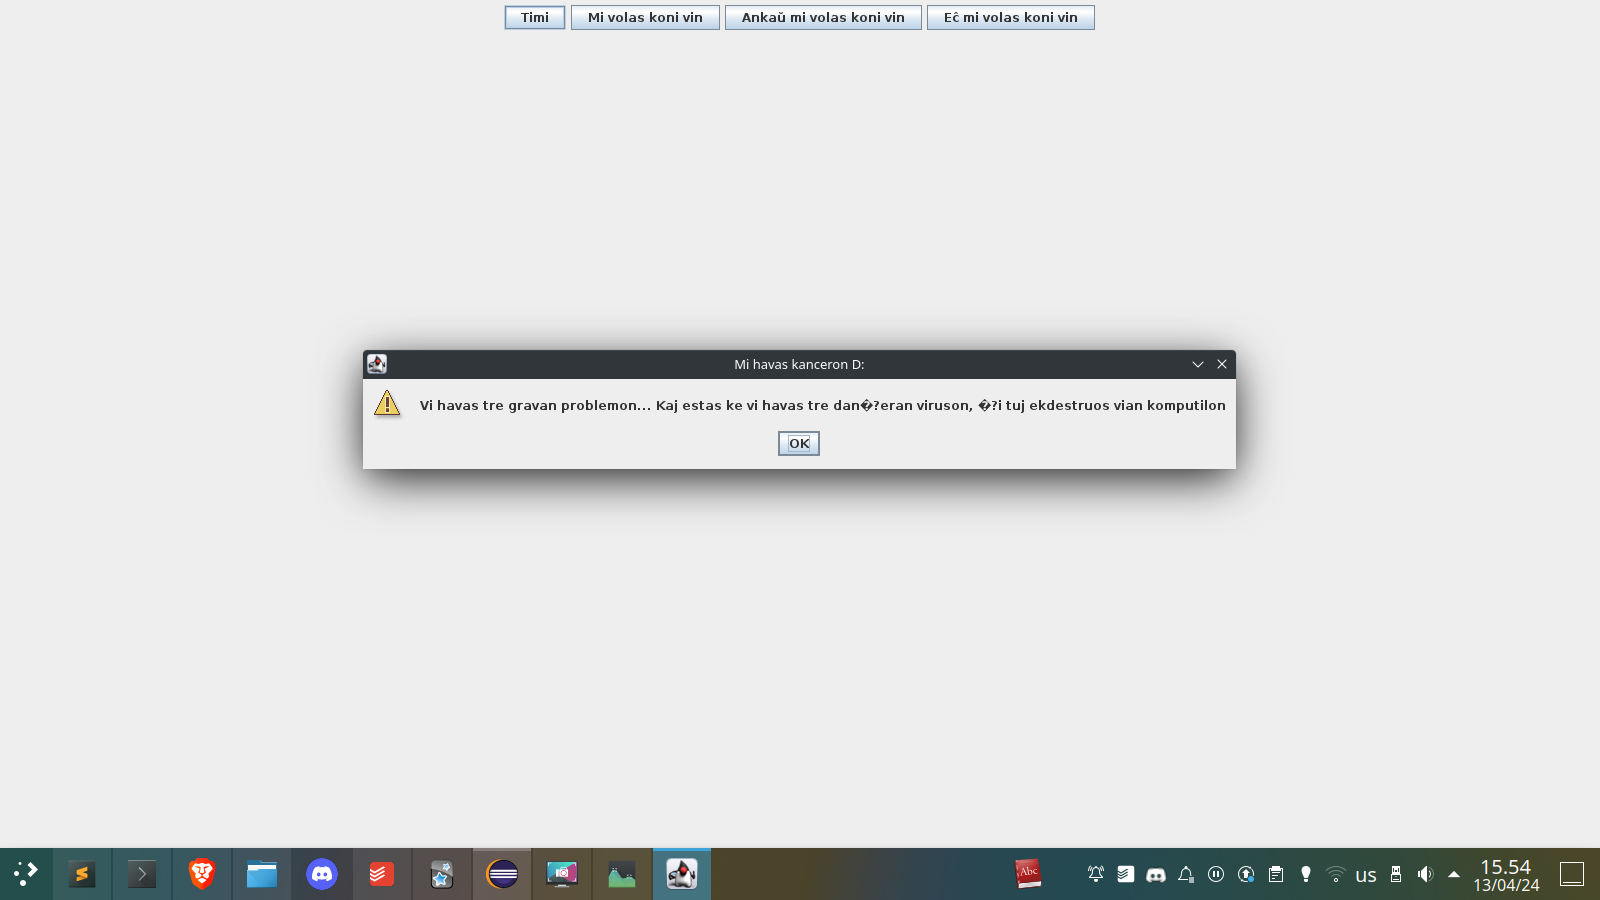 Timi
Mi volas koni vin
Ankaŭ mi volas koni vin
Eĉ mi volas koni vin
Mi havas kanceron D:
Vi havas tre gravan problemon... Kaj estas ke vi havas tre dan�?eran viruson, �?i tuj ekdestruos vian komputilon
OK
Abc
us
15.54
13/04/24